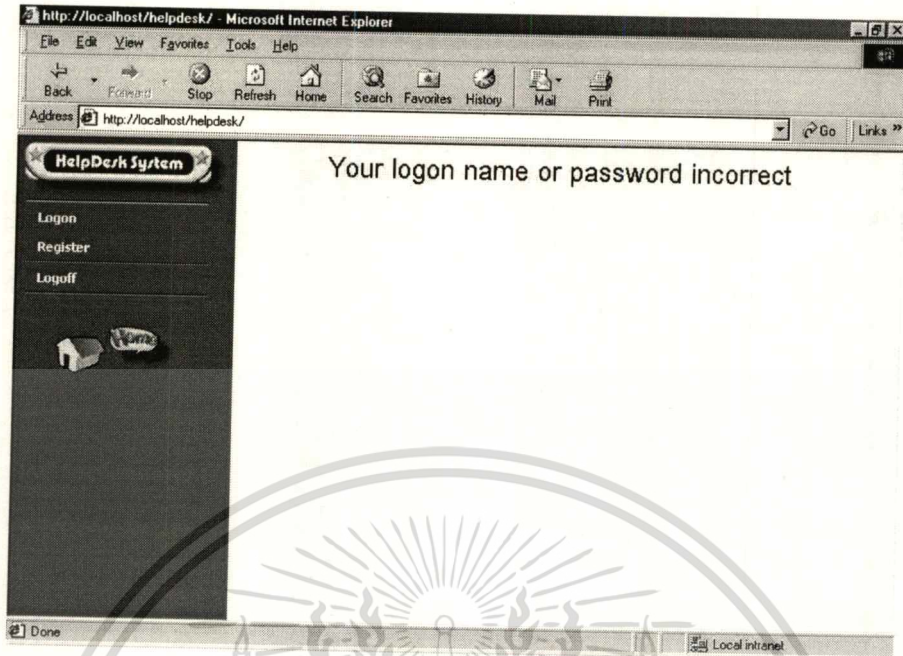 http://localhost/helpdesk/ - Microsoft Internet Explorer
File Edit View Favorites Tools Help
Back Forward Stop Refresh Home Search Favorites History Mail Print
Address http://localhost/helpdesk/ Go Links »
HelpDesk System
Your logon name or password incorrect
Logon
Register
Logoff
Home
Done Local intranet